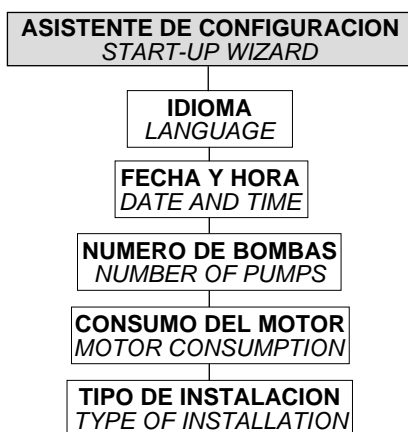 ASISTENTE DE CONFIGURACION
START-UP WIZARD
IDIOMA
LANGUAGE
FECHA Y HORA
DATE AND TIME
NUMERO DE BOMBAS
NUMBER OF PUMPS
CONSUMO DEL MOTOR
MOTOR CONSUMPTION
TIPO DE INSTALACION
TYPE OF INSTALLATION